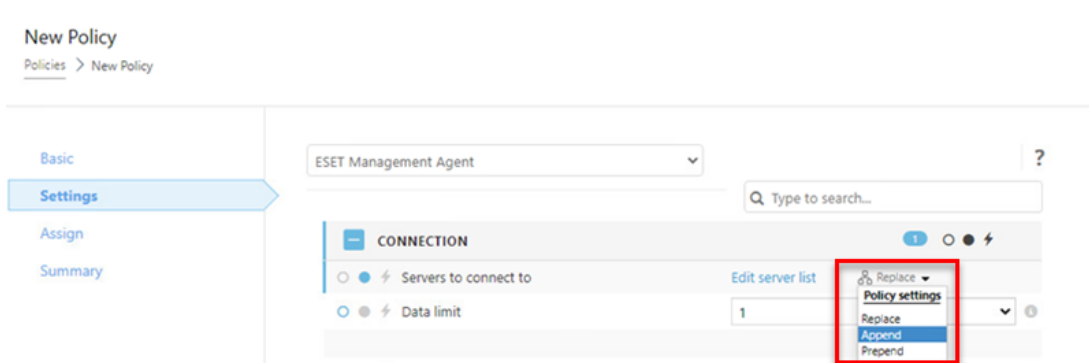 New Policy
Policies > New Policy
Basic
Settings
Assign
Summary
ESET Management Agent
?
Type to search...
CONNECTION 1
Servers to connect to Edit server list Replace
Data limit 1
Policy settings
Replace
Append
Prepend